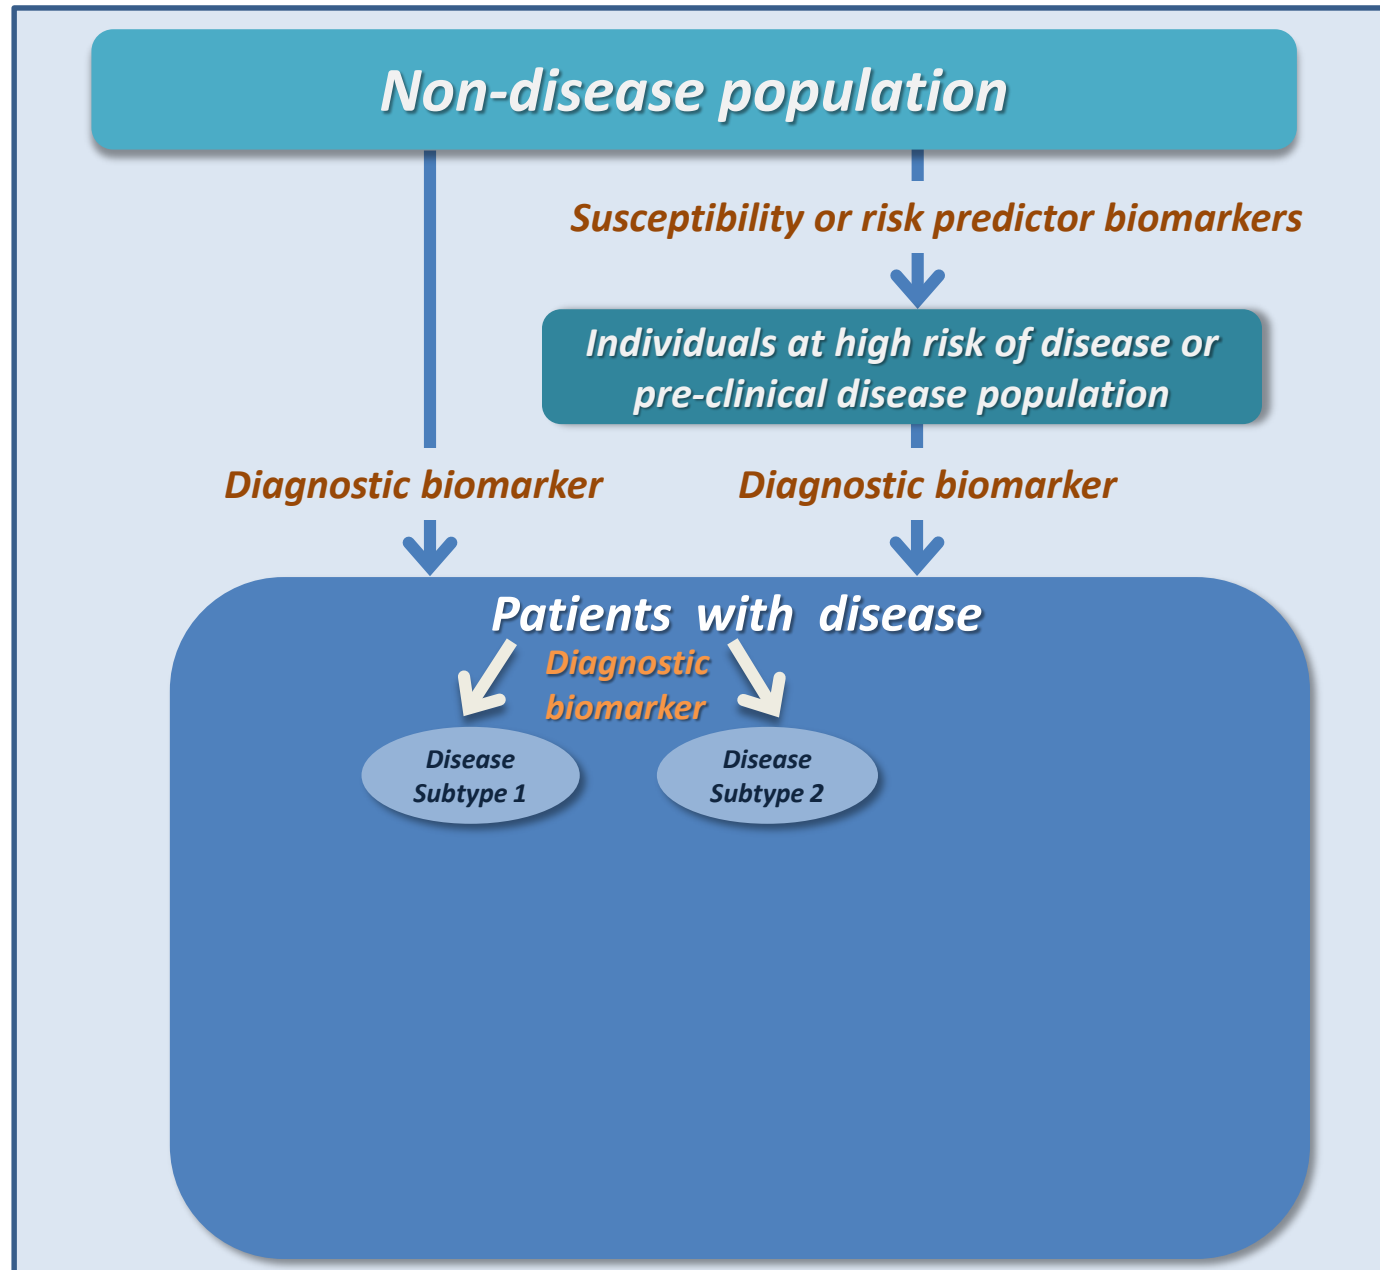 Non-disease population
Susceptibility or risk predictor biomarkers
Individuals at high risk of disease or
pre-clinical disease population
Diagnostic biomarker
Diagnostic biomarker
Patients with disease
Diagnostic
biomarker
Disease
Subtype 1
Disease
Subtype 2